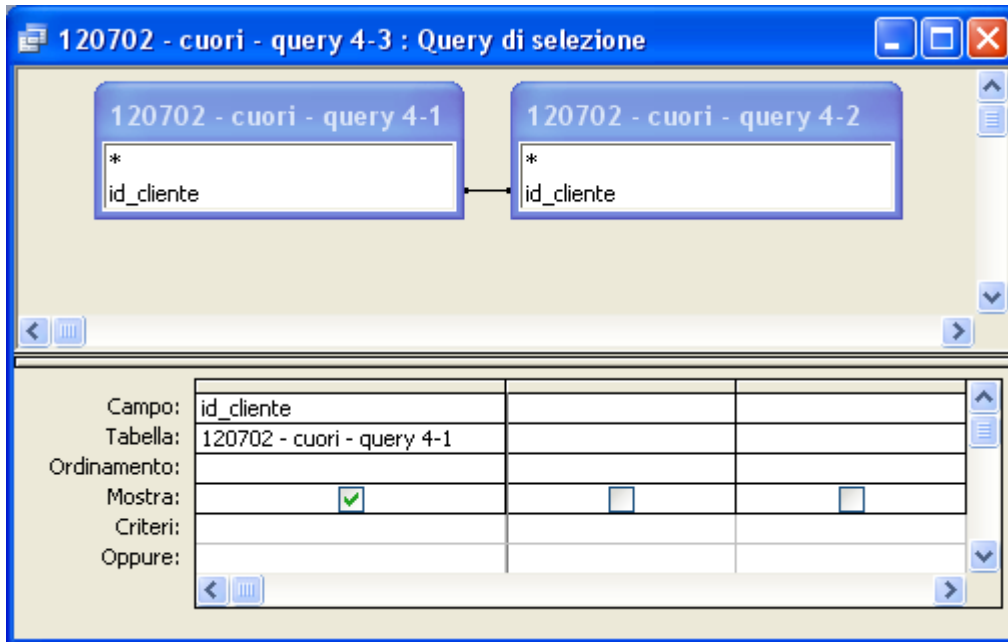 120702 - cuori - query 4-3 : Query di selezione
120702 - cuori - query 4-1
*
id_cliente
120702 - cuori - query 4-2
*
id_cliente
Campo: id_cliente
Tabella: 120702 - cuori - query 4-1
Ordinamento:
Mostra:
Criteri:
Oppure: